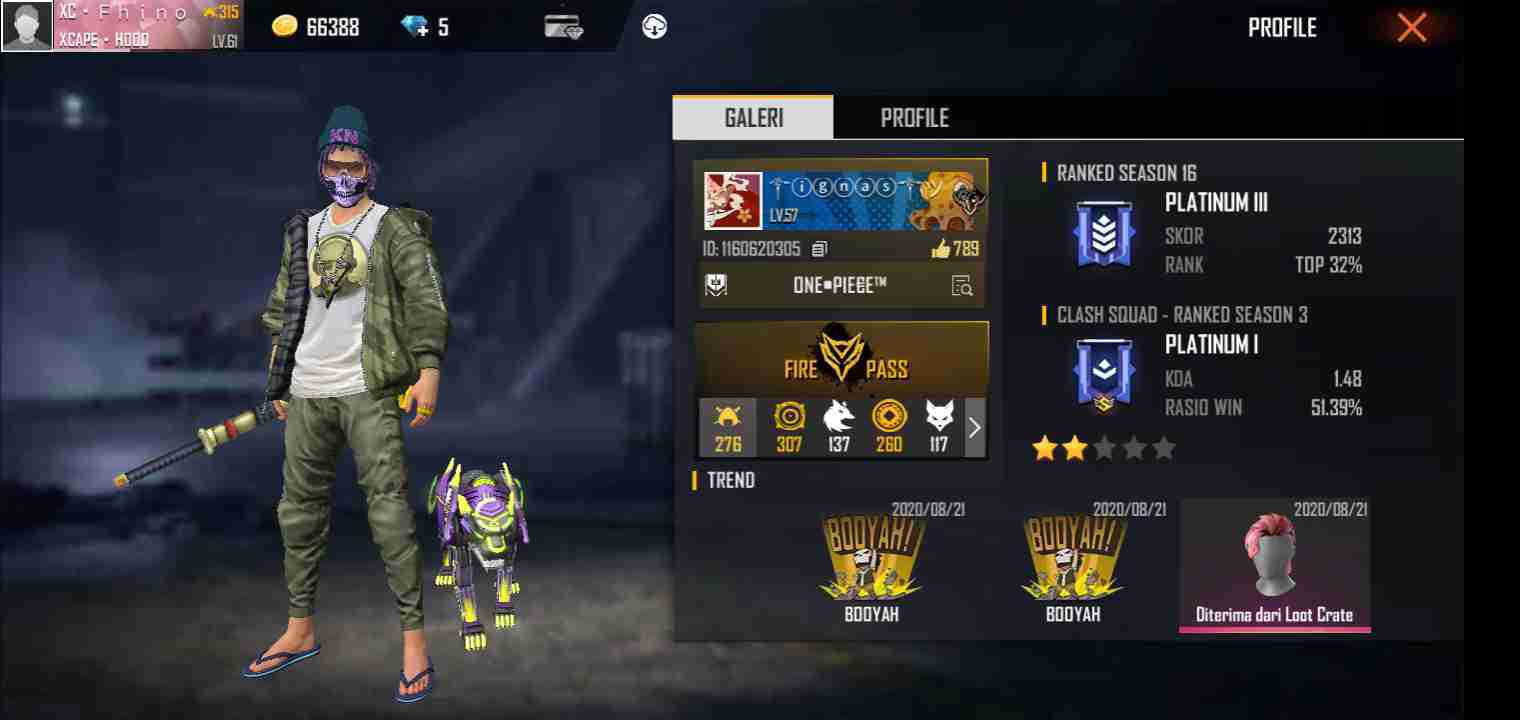 XC · Fhino 315
XCAPE · HOOD LV.61
66388
5
PROFILE
GALERI
PROFILE
ⓘⓖⓝⓐⓢ
LV.57
ID: 1160620305
789
FIRE PASS
276 307 137 260 117
TREND
RANKED SEASON 16
PLATINUM III
SKOR 2313
RANK TOP 32%
CLASH SQUAD - RANKED SEASON 3
PLATINUM I
KDA 1.48
RASIO WIN 51.39%
2020/08/21
BOOYAH!
BOOYAH
2020/08/21
BOOYAH!
BOOYAH
2020/08/21
Diterima dari Loot Crate
KN